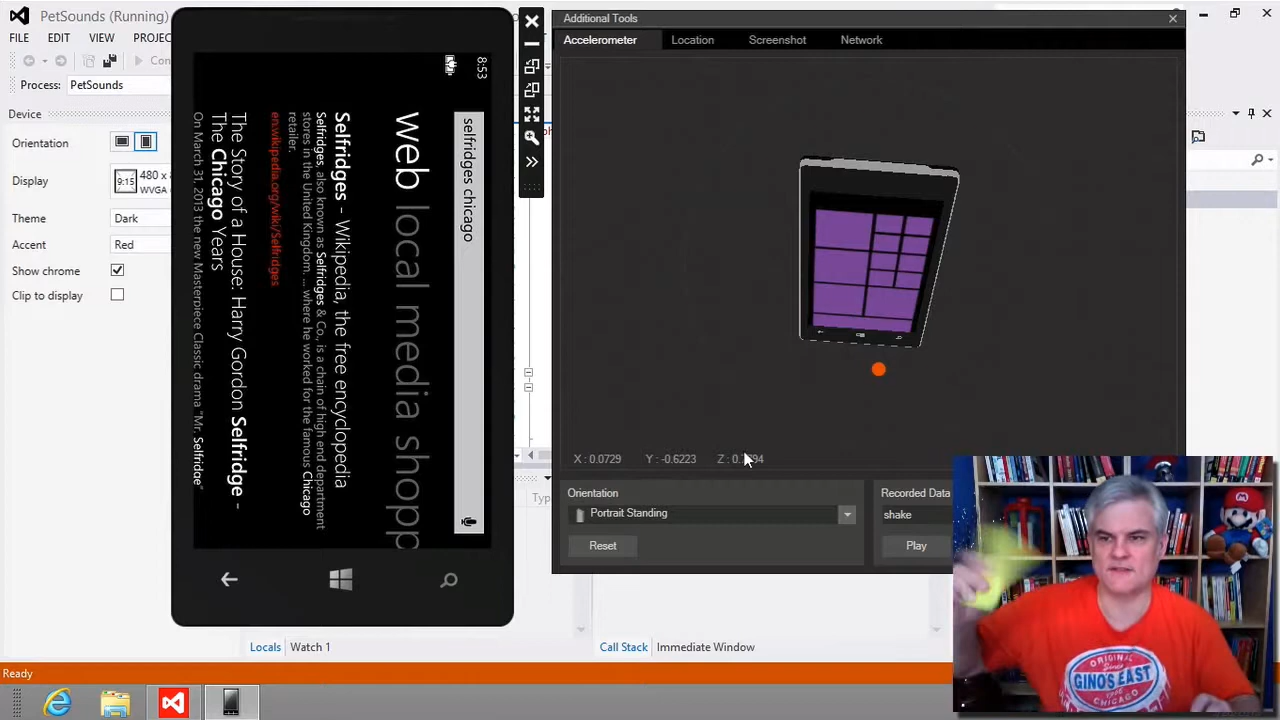 PetSounds (Running)
FILE
EDIT
VIEW
PROJEC
Process:
PetSounds
Device
Orientation
Display
9:15
480 x
WVGA
Theme
Dark
Accent
Red
Show chrome
Clip to display
8:53
selfridges chicago
web local media shopp
Selfridges - Wikipedia, the free encyclopedia
Selfridges, also known as Selfridges & Co., is a chain of high end department
stores in the United Kingdom. ... where he worked for the famous Chicago
retailer.
en.wikipedia.org/wiki/Selfridges
The Story of a House: Harry Gordon Selfridge -
The Chicago Years
On March 31, 2013 the new Masterpiece Classic drama "Mr. Selfridge"
Additional Tools
Accelerometer
Location
Screenshot
Network
X : 0.0729
Y : -0.6223
Z :
Orientation
Portrait Standing
Reset
Recorded Data
shake
Play
Locals
Watch 1
Call Stack
Immediate Window
Ready
ORIGINAL
GINO'S EAST
CHICAGO